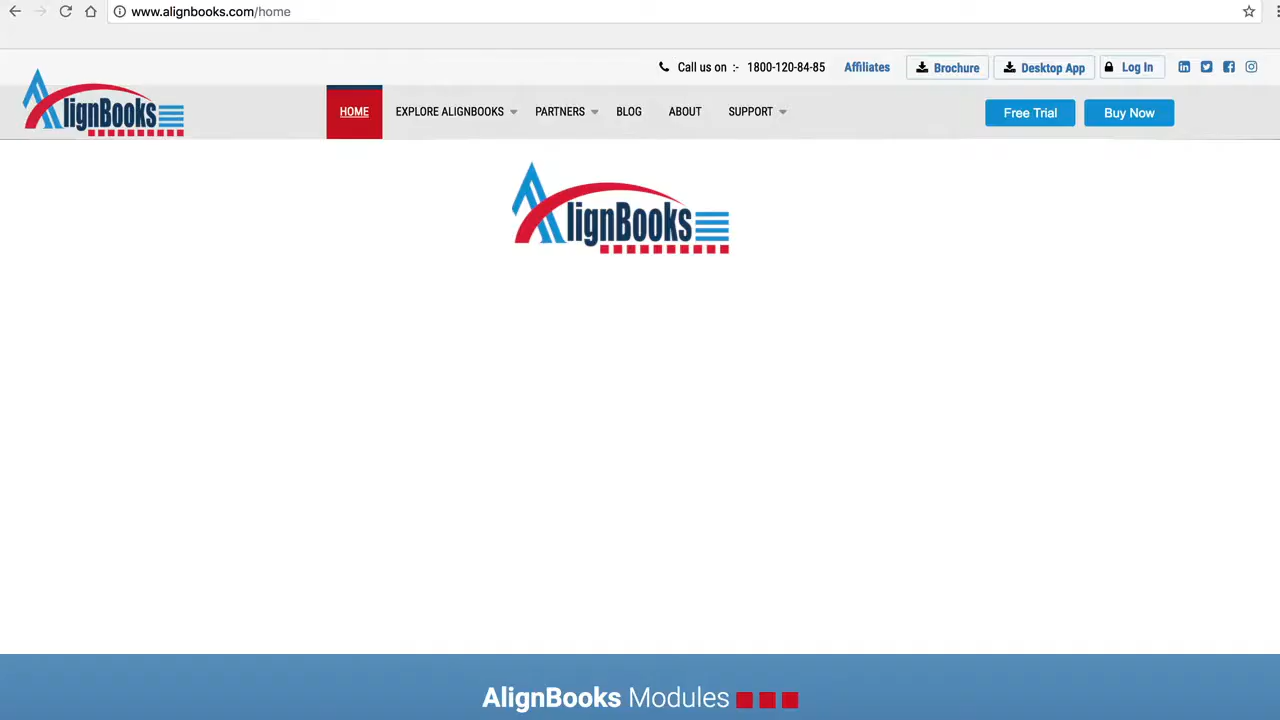 www.alignbooks.com/home
Call us on :- 1800-120-84-85 Affiliates Brochure Desktop App Log In
AlignBooks
HOME EXPLORE ALIGNBOOKS PARTNERS BLOG ABOUT SUPPORT Free Trial Buy Now
AlignBooks
AlignBooks Modules